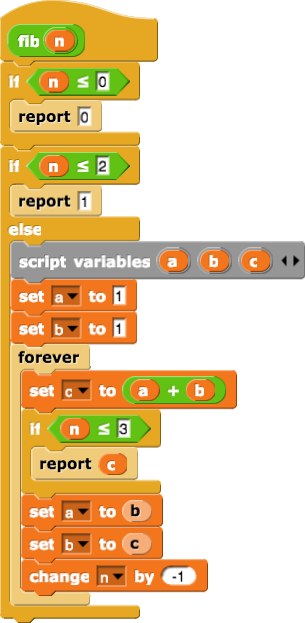 fib n
if n ≤ 0
report 0
if n ≤ 2
report 1
else
script variables a b c
set a to 1
set b to 1
forever
set c to a + b
if n ≤ 3
report c
set a to b
set b to c
change n by -1